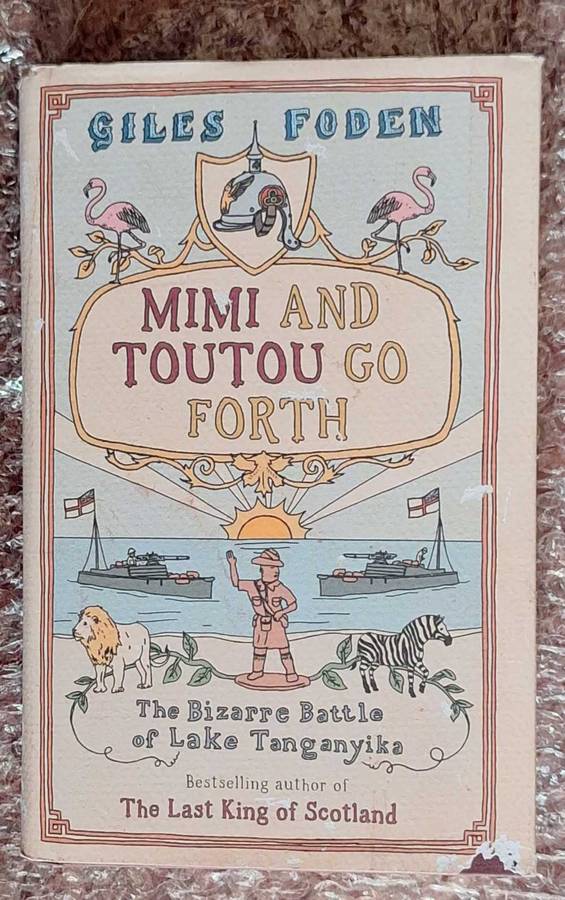 GILES FODEN
MIMI AND
TOUTOU GO
FORTH
The Bizarre Battle
of Lake Tanganyika
Bestselling author of
The Last King of Scotland